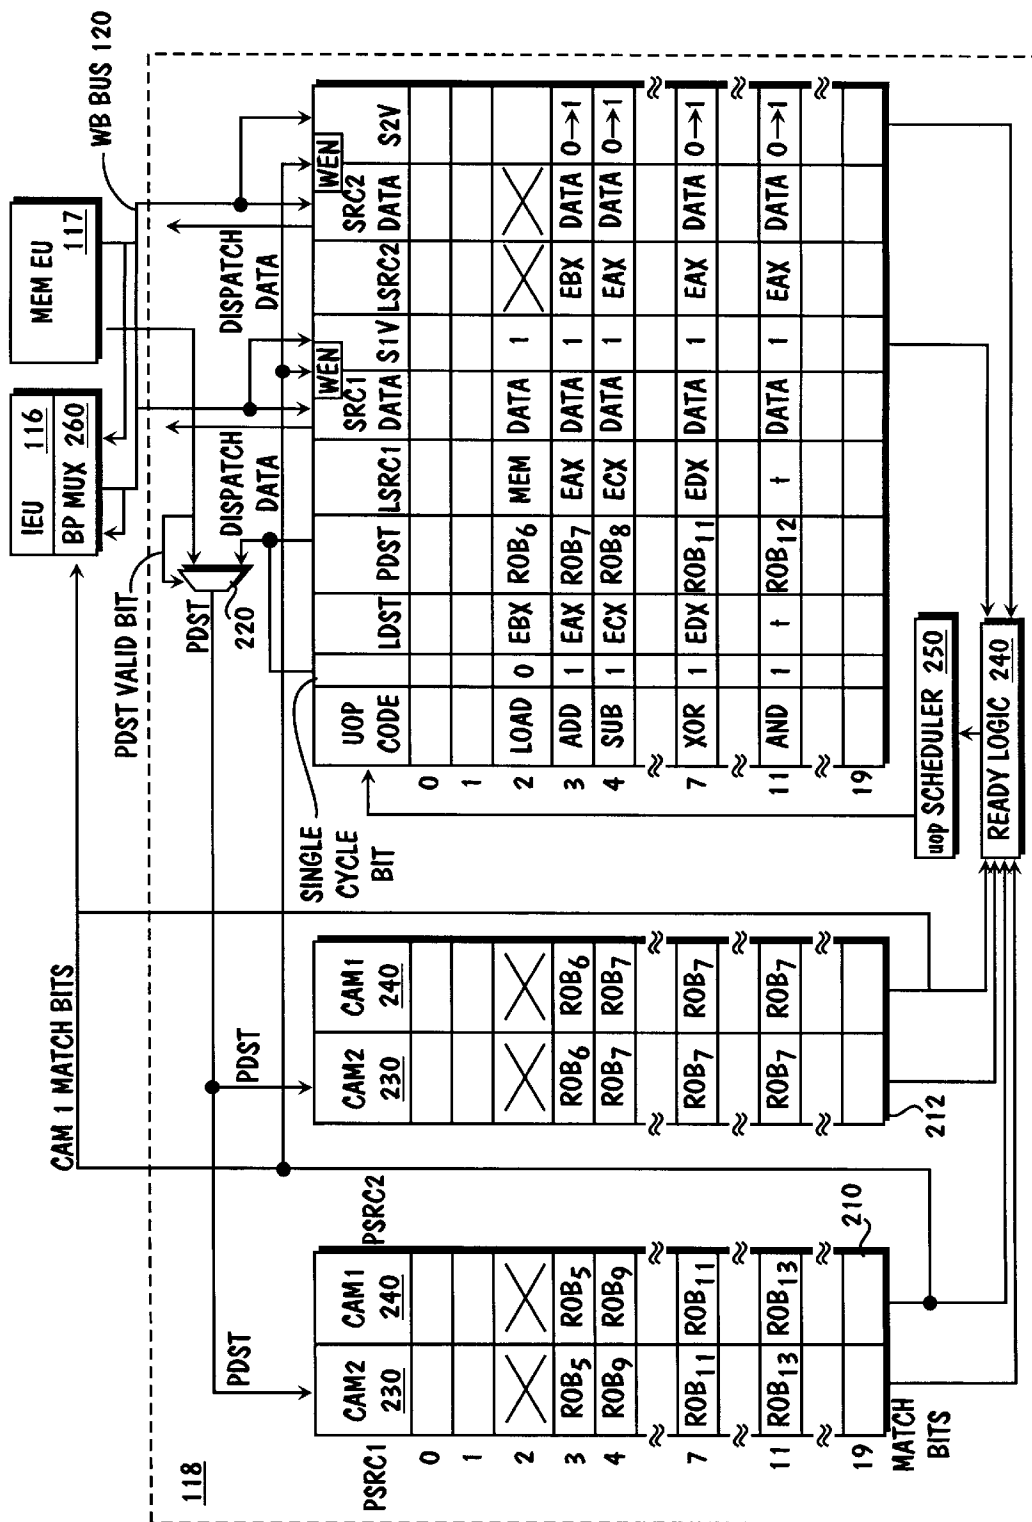 118
MEM EU 117
IEU 116
BP MUX 260
WB BUS 120
CAM 1 MATCH BITS
PDST VALID BIT
PDST
220
DISPATCH DATA
DISPATCH DATA
PDST
PDST
SINGLE CYCLE BIT
PSRC1
PSRC2
CAM2 230 CAM1 240
0
1
2
3 ROB5 ROB5
4 ROB9 ROB9
7 ROB11 ROB11
11 ROB13 ROB13
19
MATCH BITS
210
CAM2 230 CAM1 240
ROB6 ROB6
ROB7 ROB7
ROB7 ROB7
ROB7 ROB7
212
UOP CODE LDST PDST LSRC1 SRC1 DATA WEN S1V LSRC2 SRC2 DATA WEN S2V
0
1
2 LOAD 0 EBX ROB6 MEM DATA 1
3 ADD 1 EAX ROB7 EAX DATA 1 EBX DATA 0→1
4 SUB 1 ECX ROB8 ECX DATA 1 EAX DATA 0→1
7 XOR 1 EDX ROB11 EDX DATA 1 EAX DATA 0→1
11 AND 1 t ROB12 t DATA 1 EAX DATA 0→1
19
uop SCHEDULER 250
READY LOGIC 240